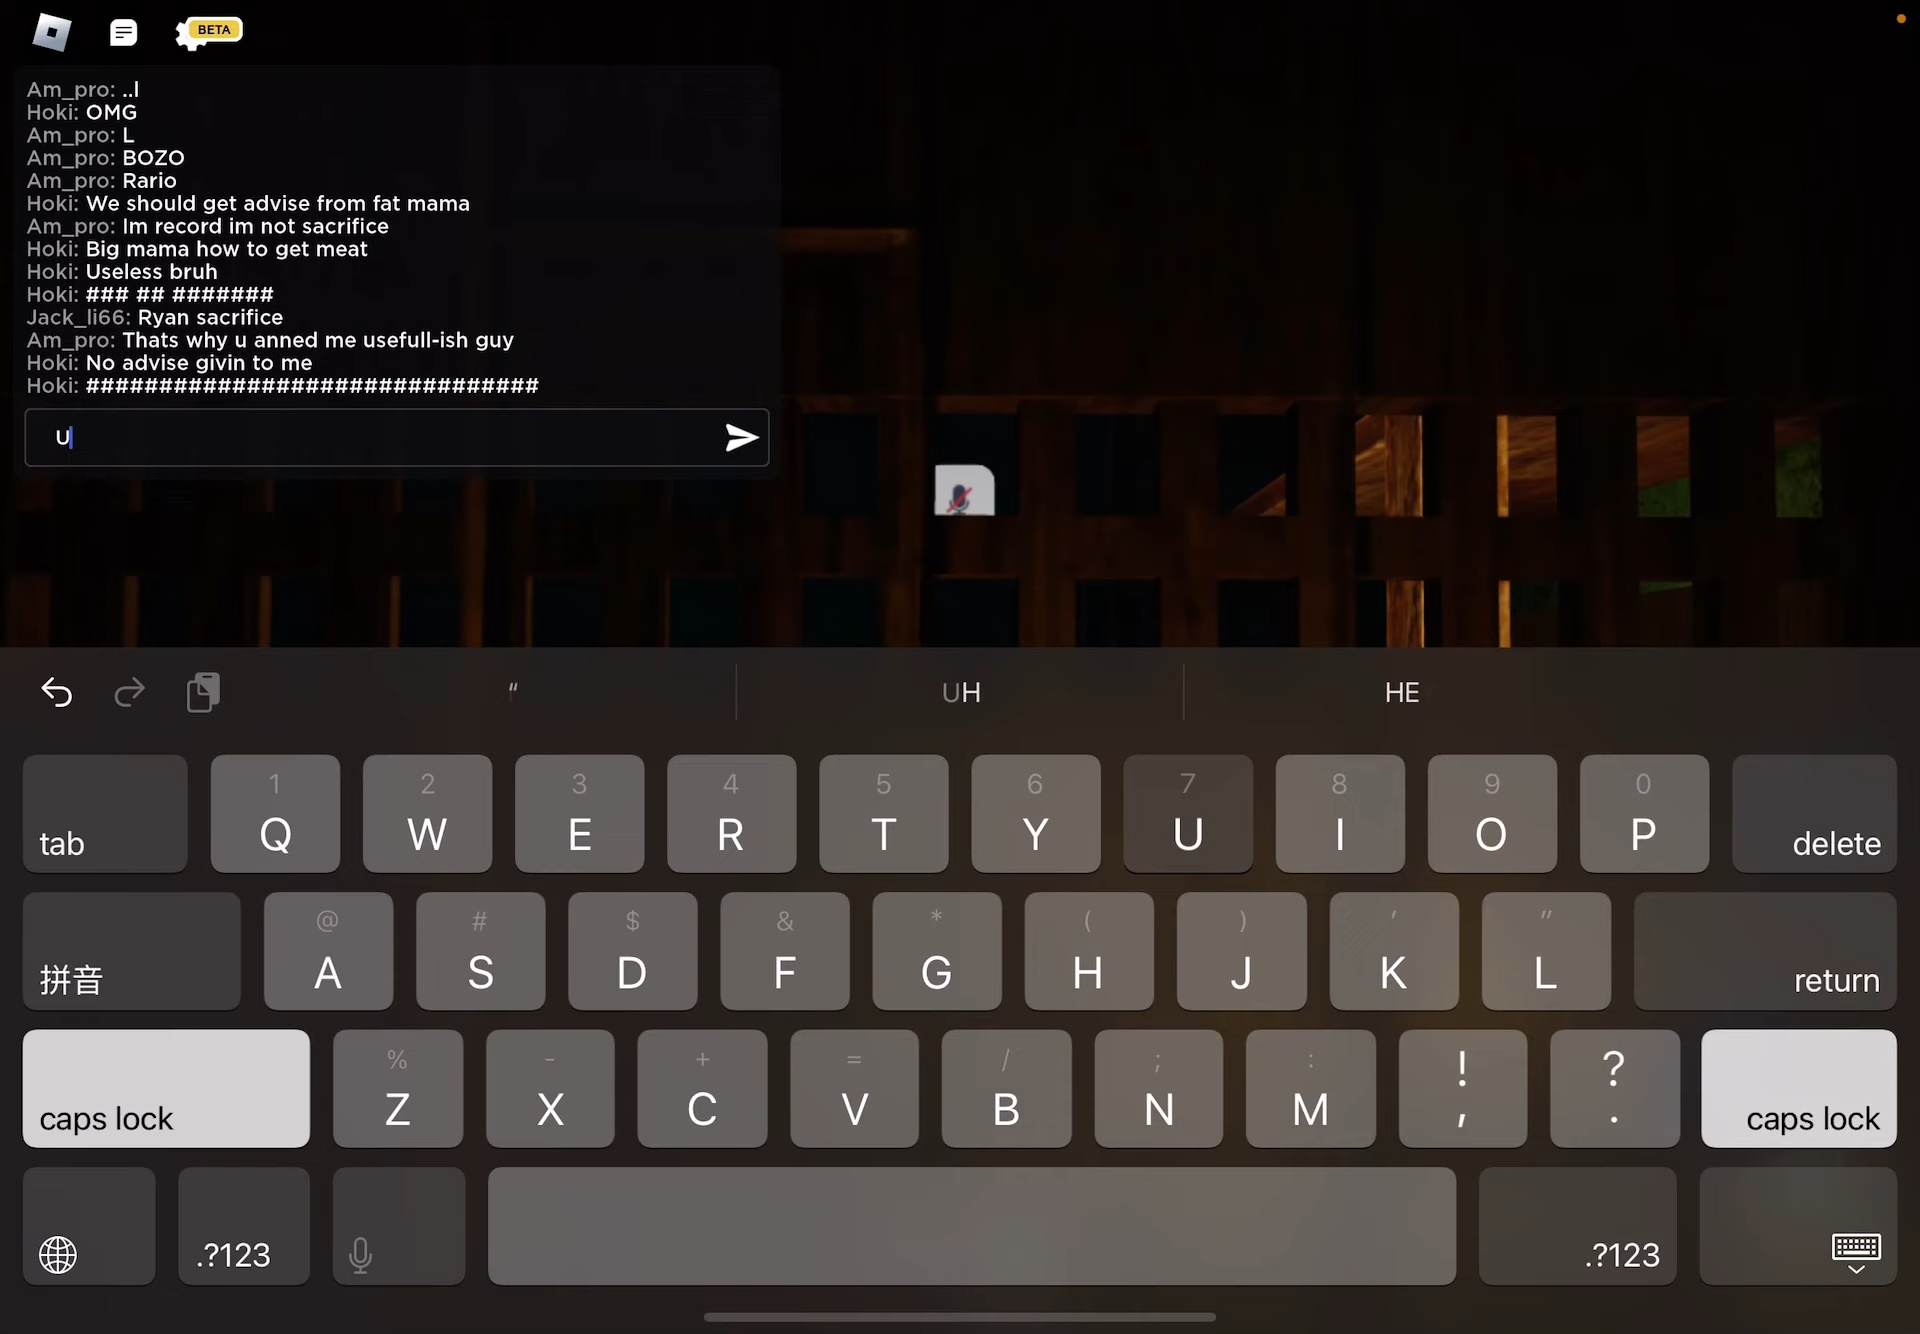 BETA
Am_pro: ..l
Hoki: OMG
Am_pro: L
Am_pro: BOZO
Am_pro: Rario
Hoki: We should get advise from fat mama
Am_pro: Im record im not sacrifice
Hoki: Big mama how to get meat
Hoki: Useless bruh
Hoki: ### ## #######
Jack_li66: Ryan sacrifice
Am_pro: Thats why u anned me usefull-ish guy
Hoki: No advise givin to me
Hoki: ###############################
U
" UH HE
1 2 3 4 5 6 7 8 9 0
tab Q W E R T Y U I O P delete
@ # $ & * ( ) ' "
拼音 A S D F G H J K L return
% - + = / ; : ! ?
caps lock Z X C V B N M , . caps lock
.?123 .?123